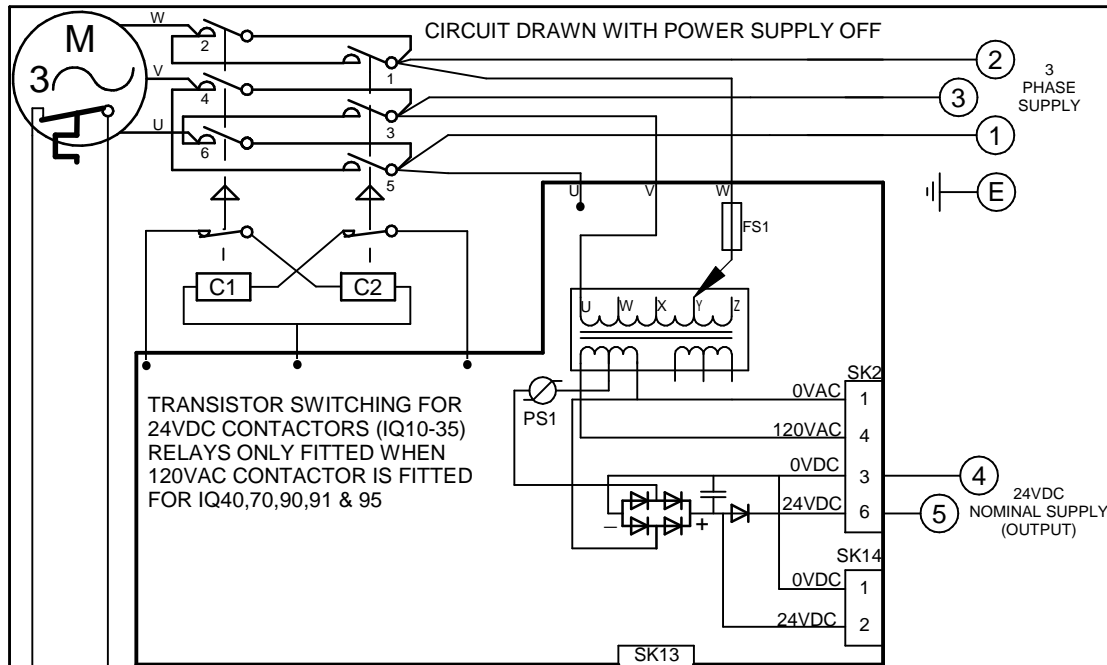 CIRCUIT DRAWN WITH POWER SUPPLY OFF
W
M
3
2
1
2
3
PHASE
SUPPLY
V
4
3
3
U
6
1
5
U
V
W
E
FS1
C1
C2
U
W
X
Y
Z
SK2
PS1
0VAC
1
120VAC
4
0VDC
3
4
24VDC
6
5
24VDC
NOMINAL SUPPLY
(OUTPUT)
TRANSISTOR SWITCHING FOR
24VDC CONTACTORS (IQ10-35)
RELAYS ONLY FITTED WHEN
120VAC CONTACTOR IS FITTED
FOR IQ40,70,90,91 & 95
–
+
SK14
0VDC
1
24VDC
2
SK13